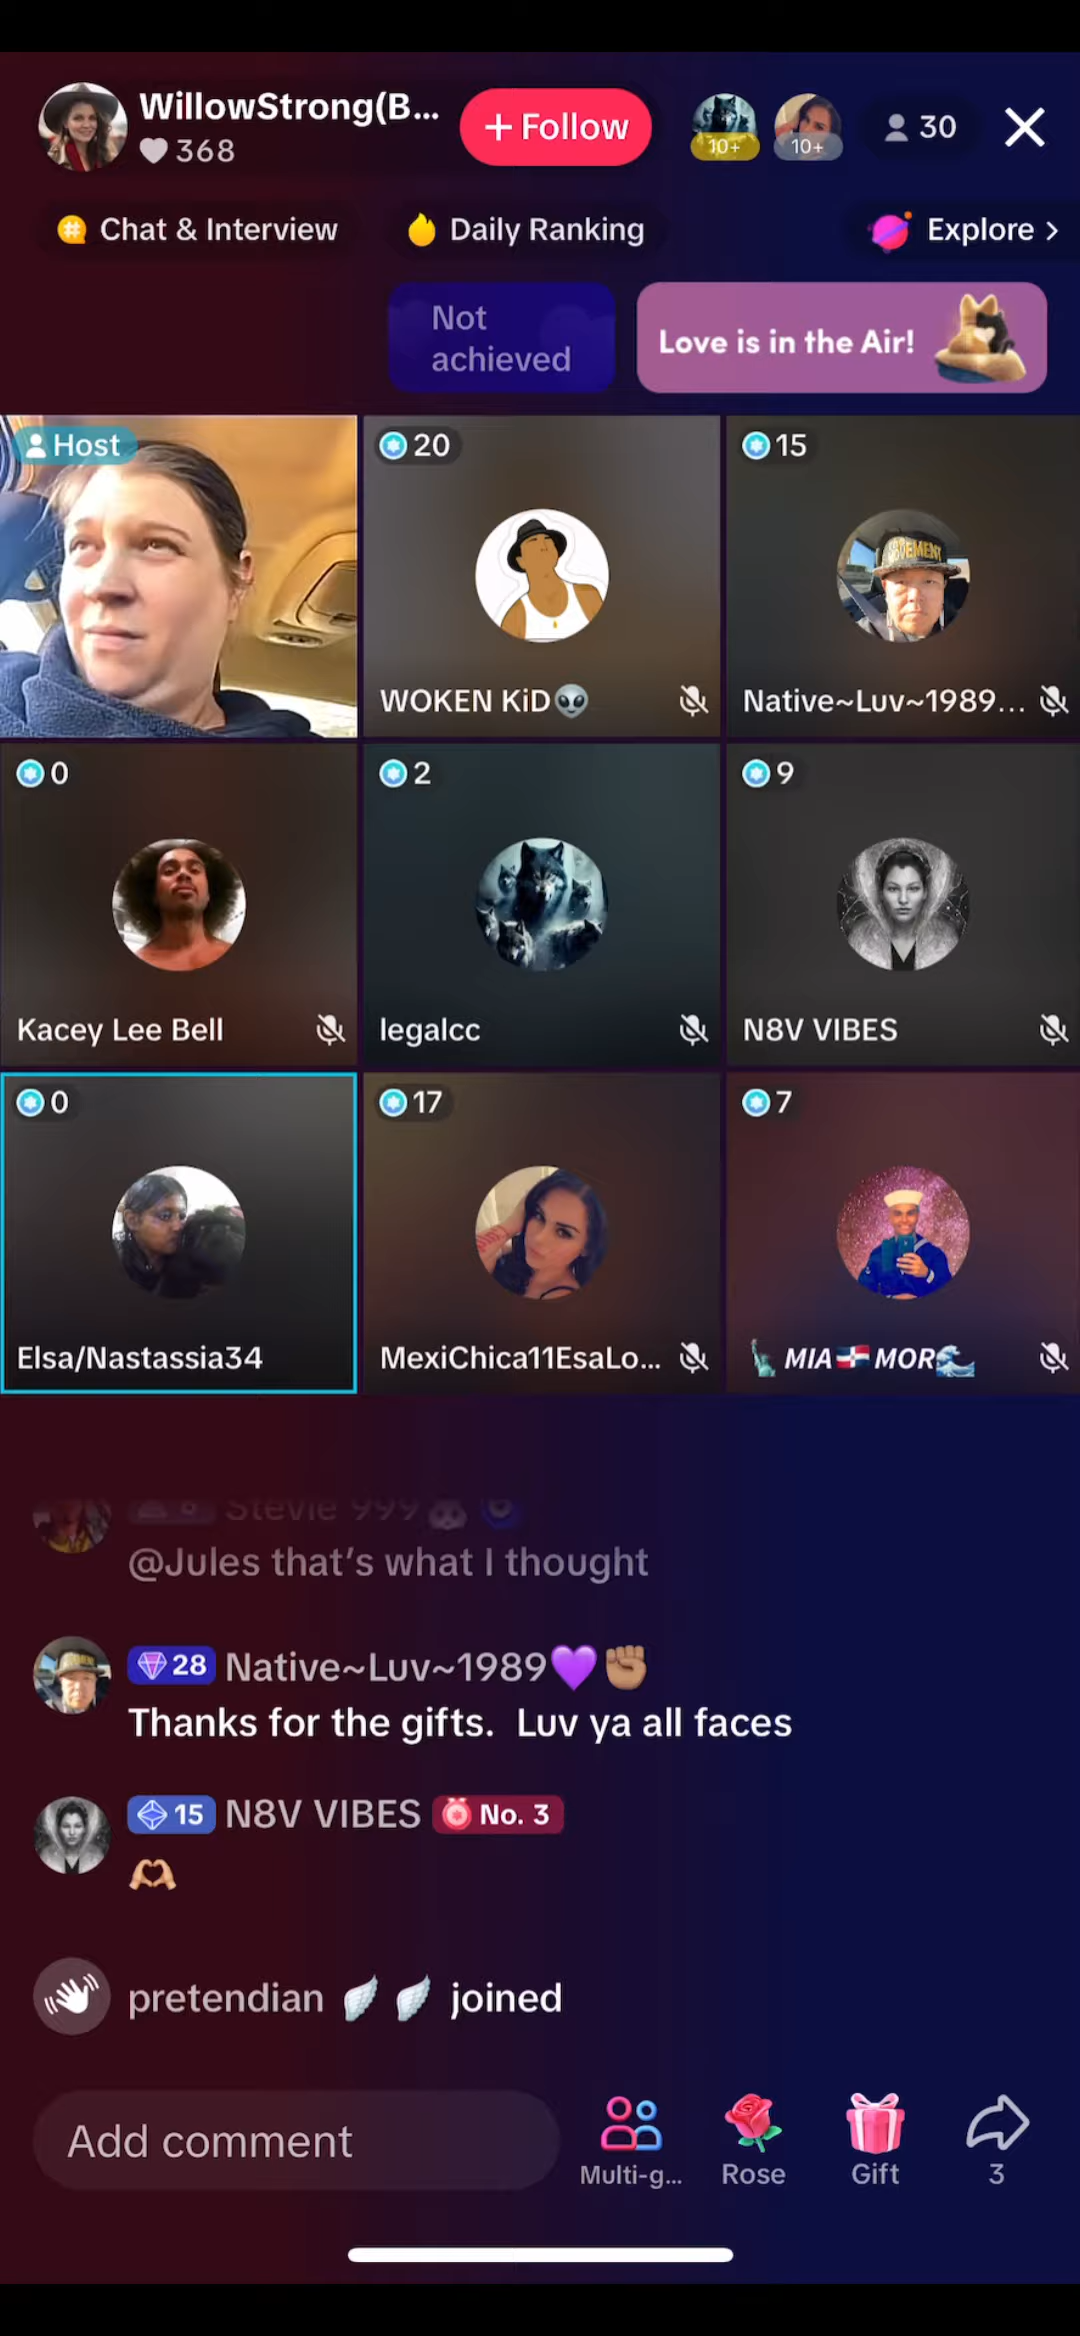 WillowStrong(B...
368
+ Follow
10+
10+
30
Chat & Interview
Daily Ranking
Explore >
Not
achieved
Love is in the Air!
Host
20
WOKEN KiD👽
15
Native~Luv~1989...
0
Kacey Lee Bell
2
legalcc
9
N8V VIBES
0
Elsa/Nastassia34
17
MexiChica11EsaLo...
7
🗽MIA🇩🇴MOR🌊
Stevie 999
@Jules that's what I thought
28 Native~Luv~1989💜✊🏽
Thanks for the gifts. Luv ya all faces
15 N8V VIBES No. 3
🫶🏼
pretendian 🪽 🪽 joined
Add comment
Multi-g...
Rose
Gift
3